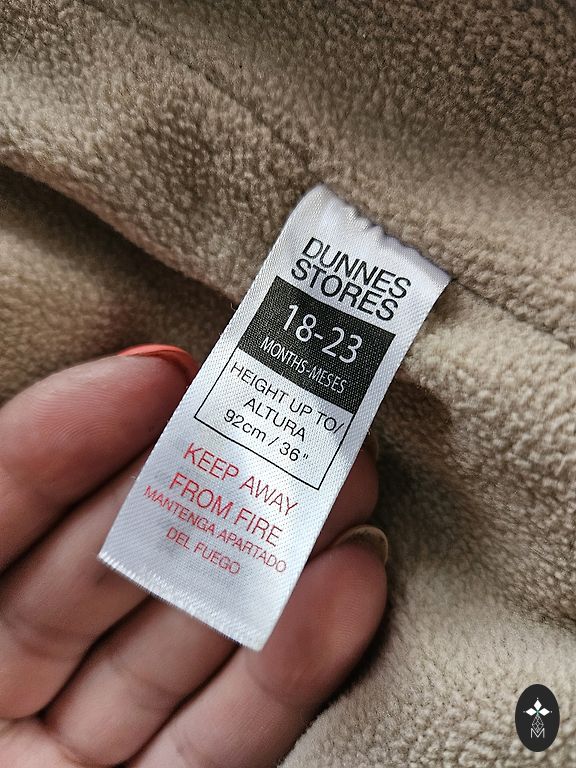 DUNNES
STORES
18-23
MONTHS-MESES
HEIGHT UP TO/
ALTURA
92cm / 36"
KEEP AWAY
FROM FIRE
MANTENGA APARTADO
DEL FUEGO
M